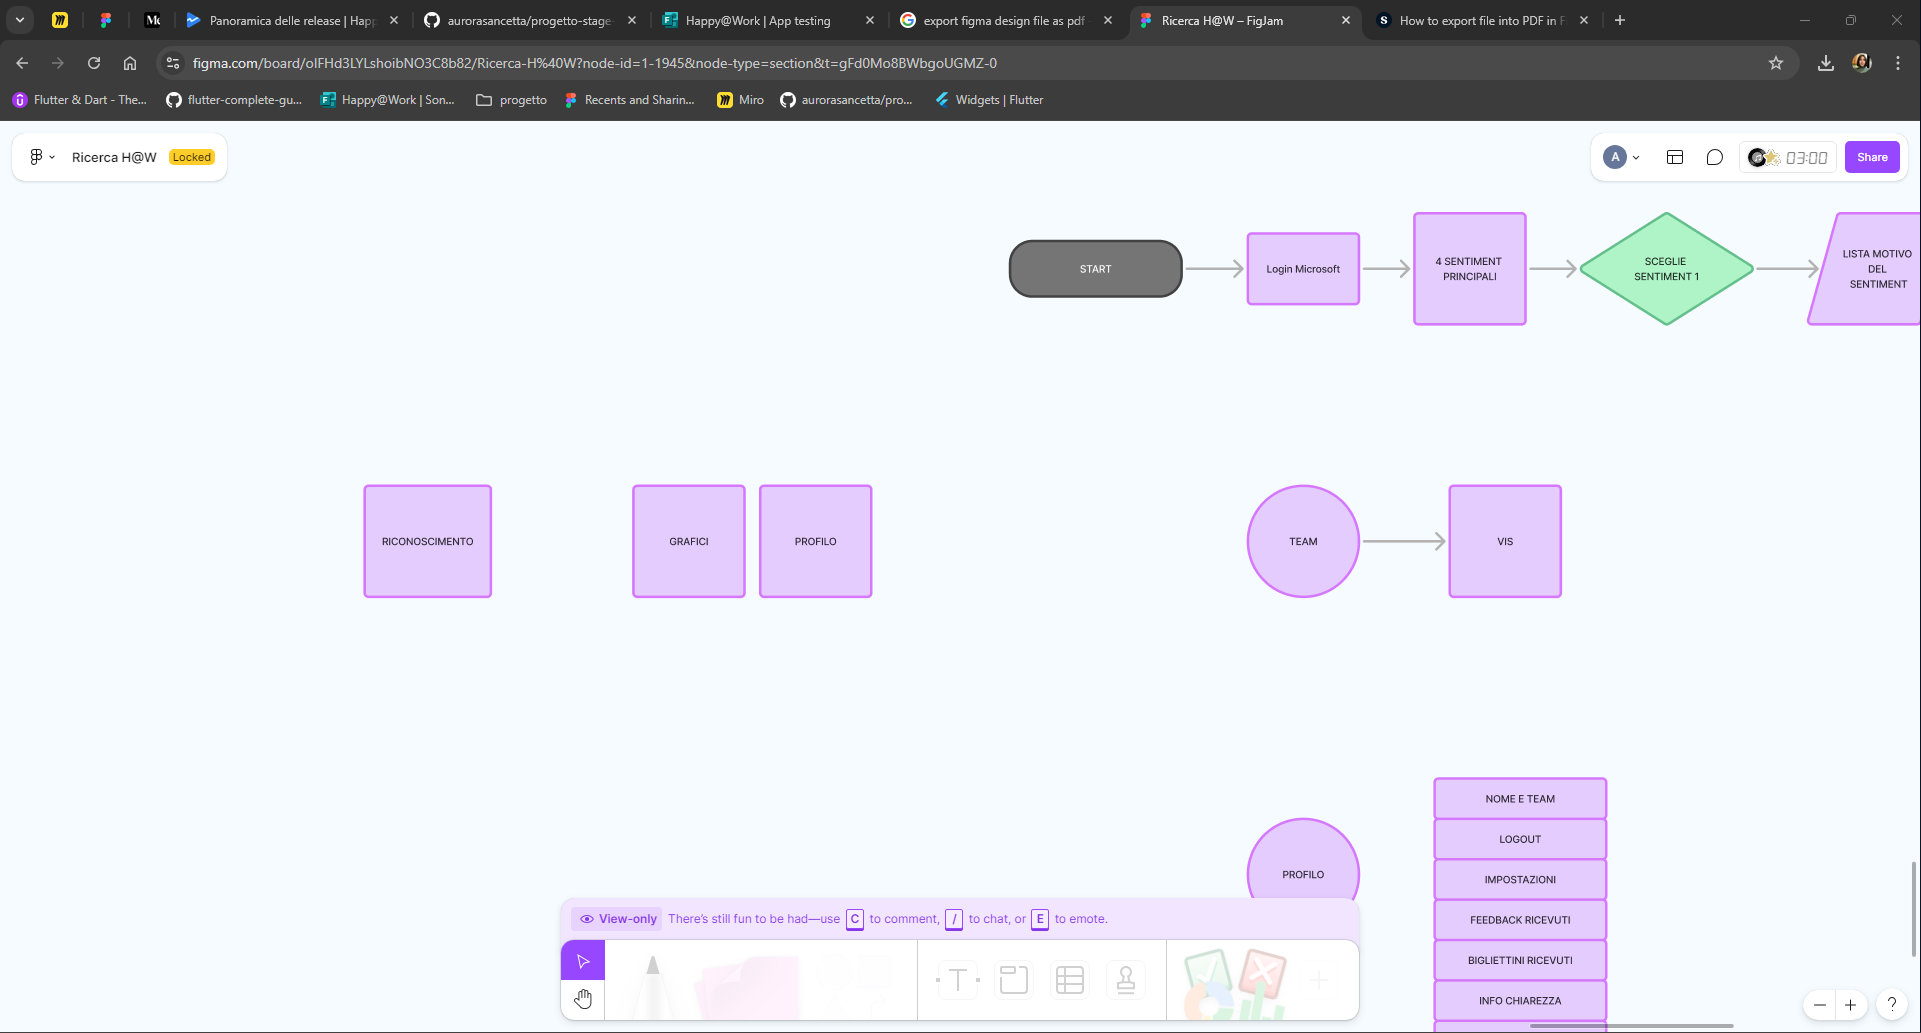 Panoramica delle release | Hap
aurorasancetta/progetto-stage-
Happy@Work | App testing
export figma design file as pdf
Ricerca H@W – FigJam
How to export file into PDF in F
figma.com/board/oIFHd3LYLshoibNO3C8b82/Ricerca-H%40W?node-id=1-1945&node-type=section&t=gFd0Mo8BWbgoUGMZ-0
Flutter & Dart - The...
flutter-complete-gu...
Happy@Work | Son...
progetto
Recents and Sharin...
Miro
aurorasancetta/pro...
Widgets | Flutter
Ricerca H@W
Locked
A
03:00
Share
START
Login Microsoft
4 SENTIMENT
PRINCIPALI
SCEGLIE
SENTIMENT 1
LISTA MOTIVO
DEL
SENTIMENT
RICONOSCIMENTO
GRAFICI
PROFILO
TEAM
VIS
NOME E TEAM
LOGOUT
IMPOSTAZIONI
FEEDBACK RICEVUTI
BIGLIETTINI RICEVUTI
INFO CHIAREZZA
PROFILO
View-only There's still fun to be had—use C to comment, / to chat, or E to emote.